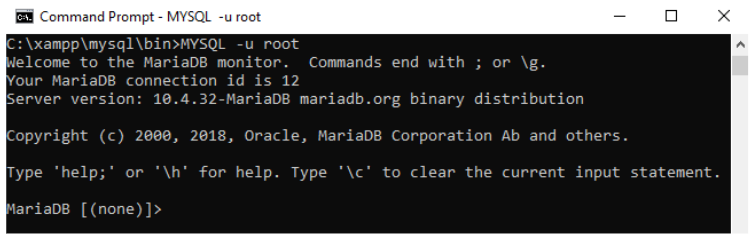 Command Prompt - MYSQL -u root
C:\xampp\mysql\bin>MYSQL -u root
Welcome to the MariaDB monitor.  Commands end with ; or \g.
Your MariaDB connection id is 12
Server version: 10.4.32-MariaDB mariadb.org binary distribution
Copyright (c) 2000, 2018, Oracle, MariaDB Corporation Ab and others.
Type 'help;' or '\h' for help. Type '\c' to clear the current input statement.
MariaDB [(none)]>